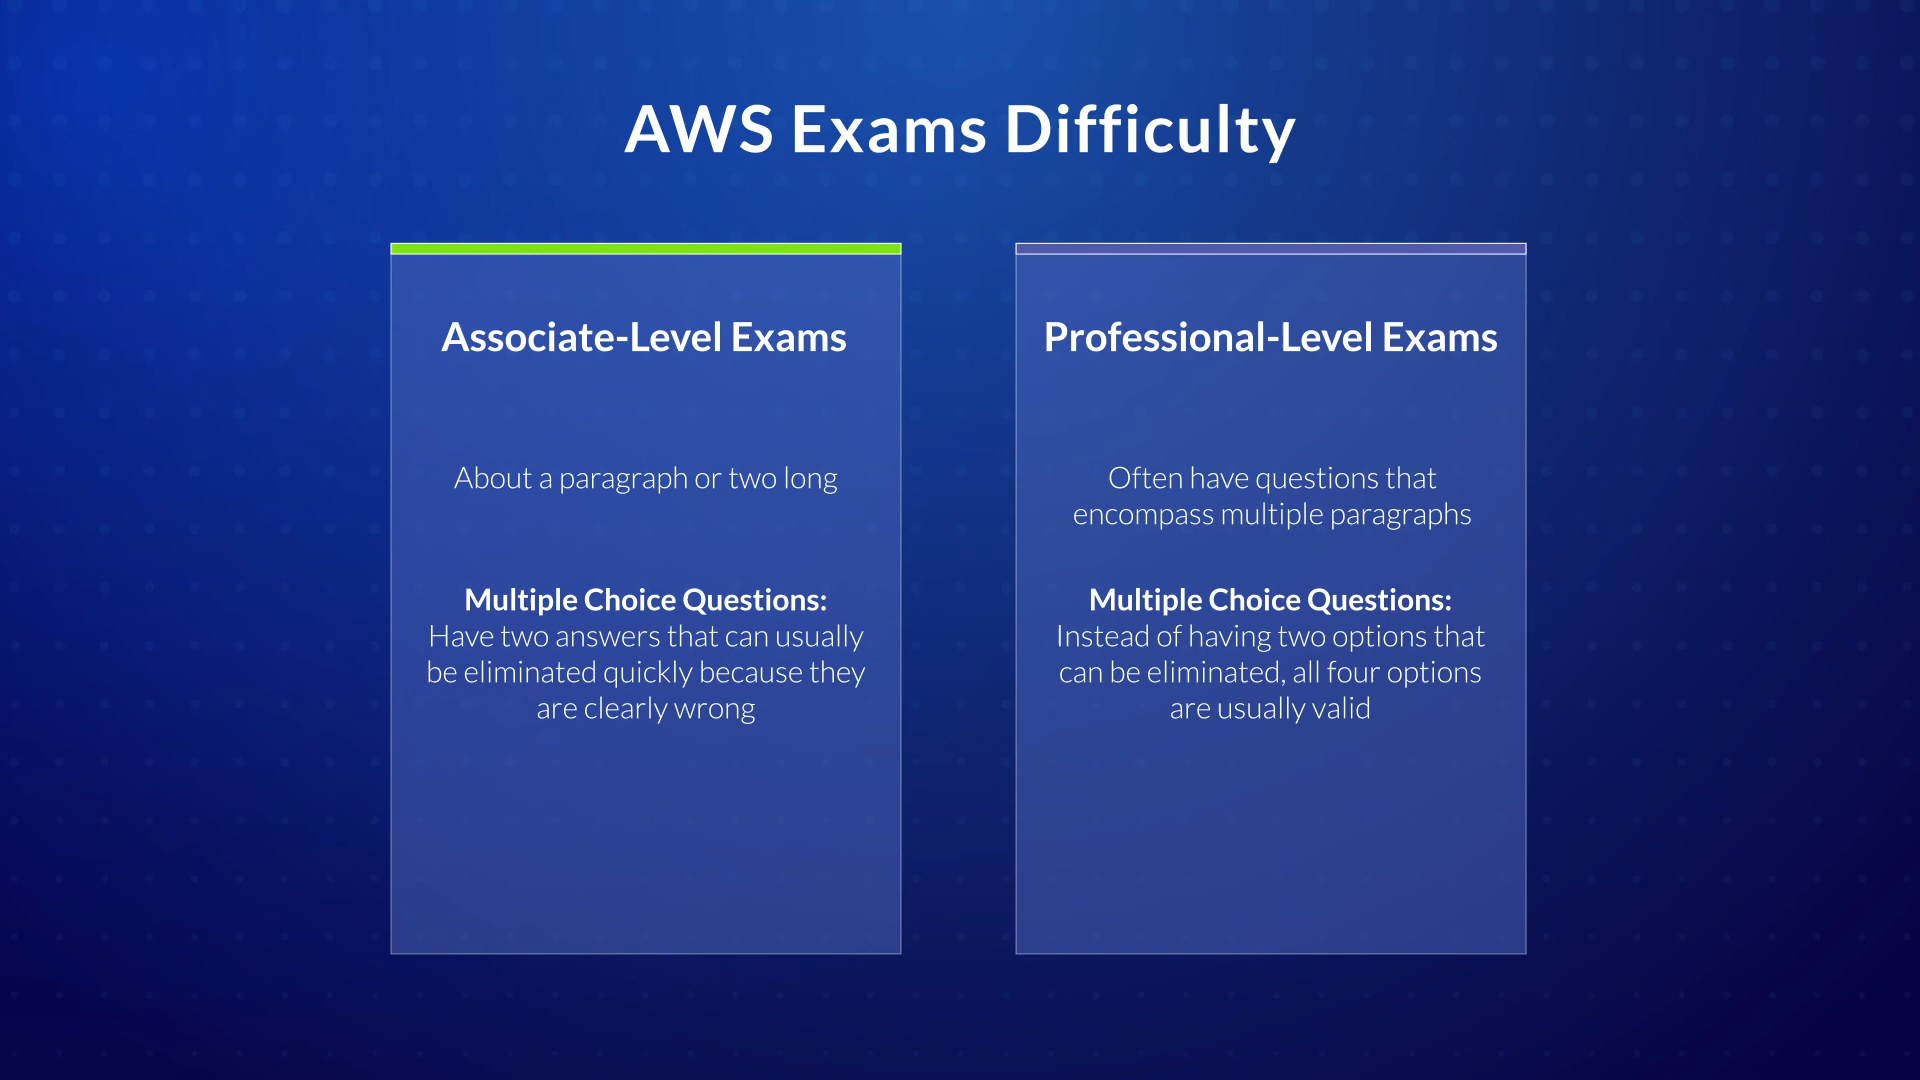 AWS Exams Difficulty
Associate-Level Exams
About a paragraph or two long
Multiple Choice Questions:
Have two answers that can usually
be eliminated quickly because they
are clearly wrong
Professional-Level Exams
Often have questions that
encompass multiple paragraphs
Multiple Choice Questions:
Instead of having two options that
can be eliminated, all four options
are usually valid